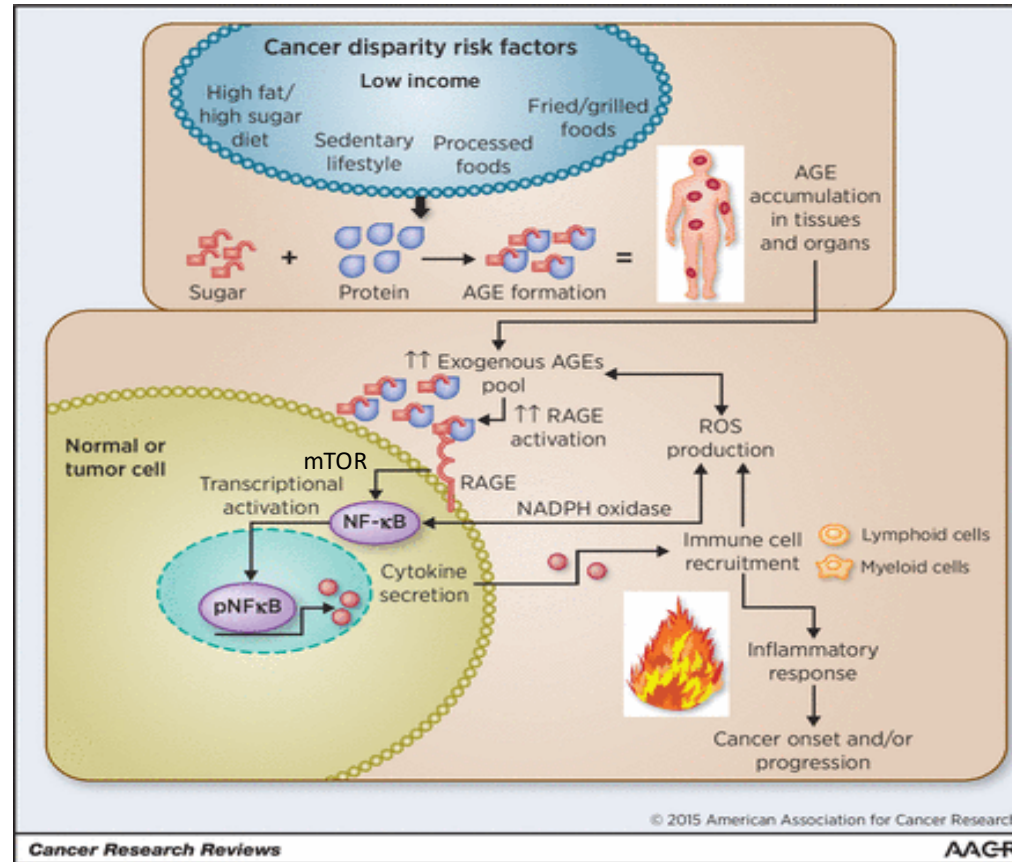 Cancer disparity risk factors
Low income
High fat/
high sugar
diet
Sedentary
lifestyle
Processed
foods
Fried/grilled
foods
AGE
accumulation
in tissues
and organs
+
=
Sugar
Protein
AGE formation
↑↑ Exogenous AGEs
pool
↑↑ RAGE
activation
ROS
production
Normal or
tumor cell
mTOR
RAGE
Transcriptional
activation
NF-κB
NADPH oxidase
Immune cell
recruitment
Lymphoid cells
Myeloid cells
Cytokine
secretion
pNFκB
Inflammatory
response
Cancer onset and/or
progression
© 2015 American Association for Cancer Research
Cancer Research Reviews
AACR